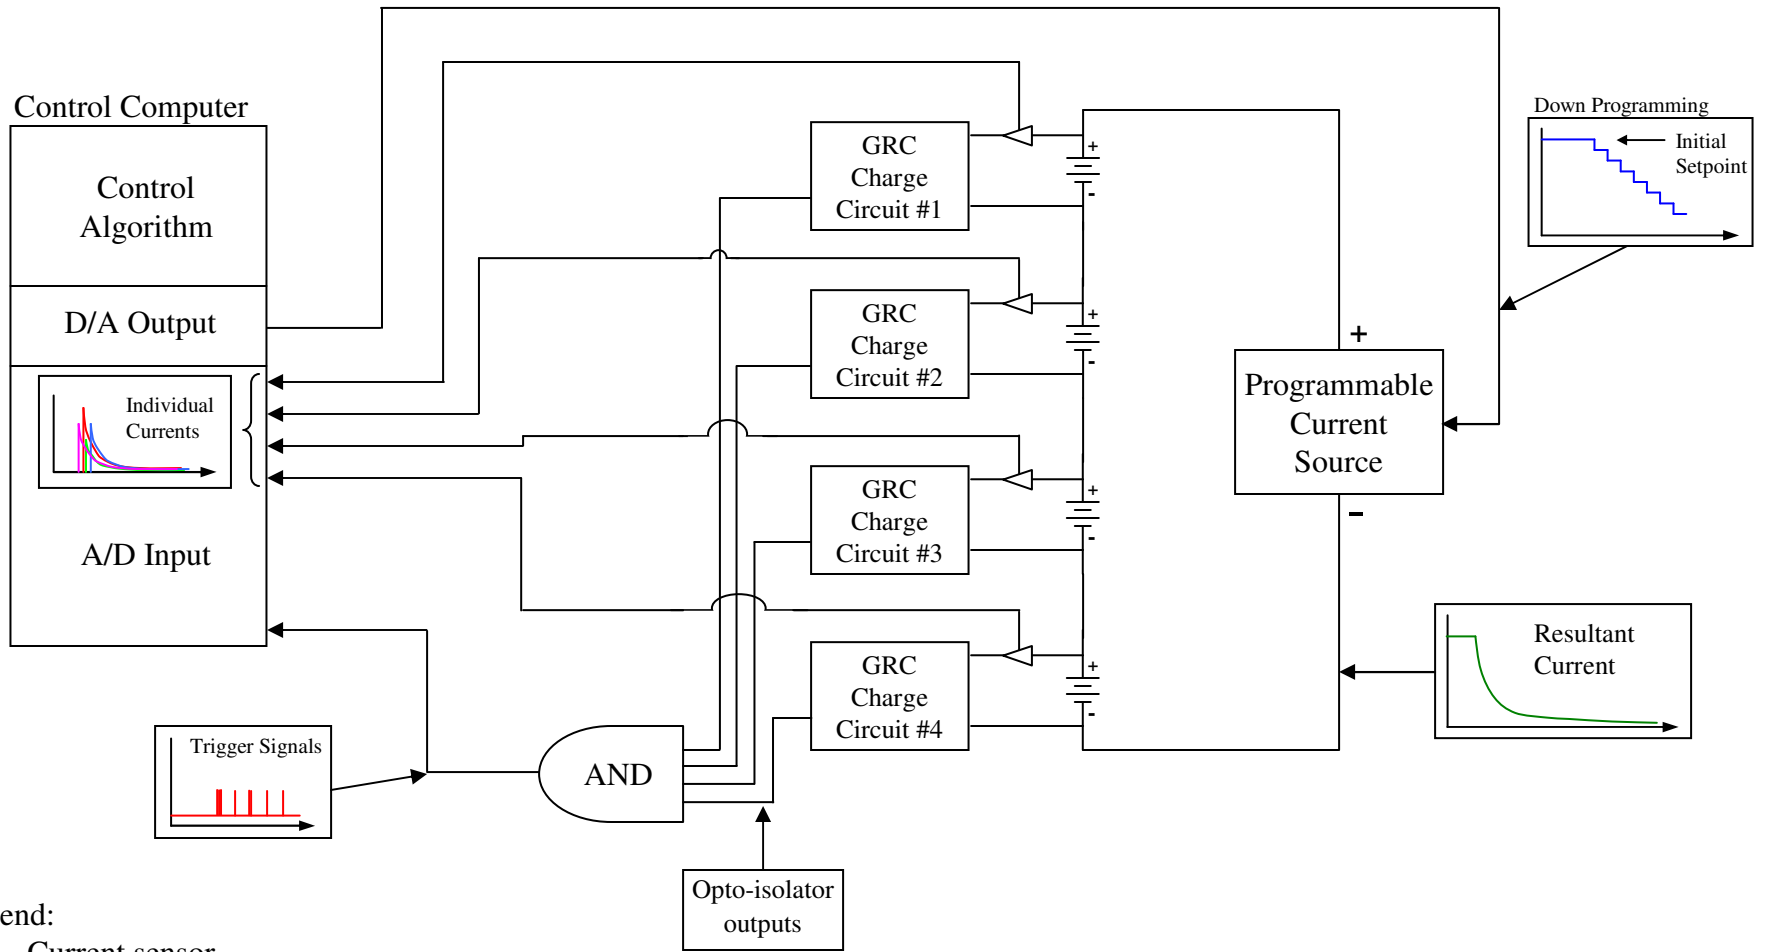 Control Computer
Control
Algorithm
D/A Output
Individual
Currents
A/D Input
Trigger Signals
AND
Opto-isolator
outputs
GRC
Charge
Circuit #1
+
-
GRC
Charge
Circuit #2
+
-
GRC
Charge
Circuit #3
+
-
GRC
Charge
Circuit #4
+
-
+
Programmable
Current
Source
-
Down Programming
Initial
Setpoint
Resultant
Current
end:
Current sensor